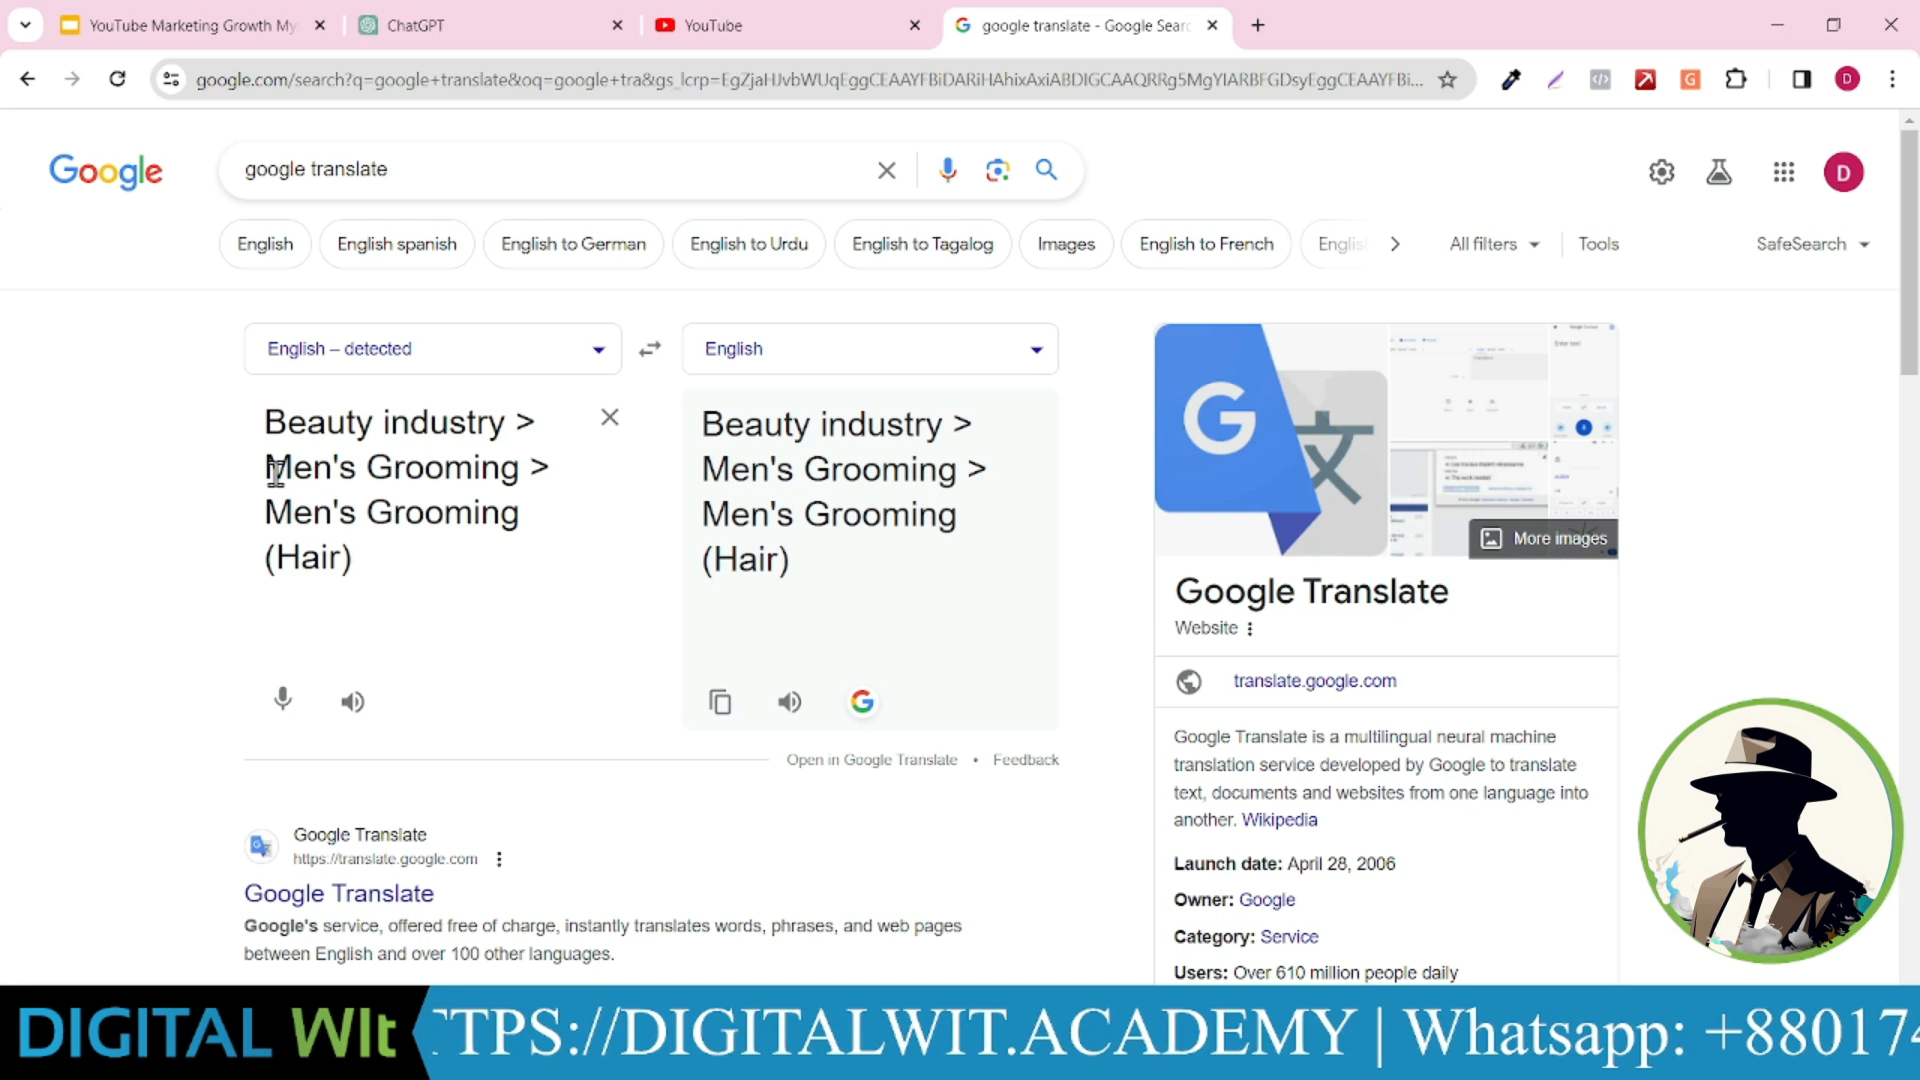 YouTube Marketing Growth My
ChatGPT
YouTube
google translate - Google Searc
google.com/search?q=google+translate&oq=google+tra&gs_lcrp=EgZjaHJvbWUqEggCEAAYFBiDARiHAhixAxiABDIGCAAQRRg5MgYIARBFGDsyEggCEAAYFBi...
D
Google
google translate
D
English
English spanish
English to German
English to Urdu
English to Tagalog
Images
English to French
Englis
All filters
Tools
SafeSearch
English – detected
English
Beauty industry >
Men's Grooming >
Men's Grooming
(Hair)
Beauty industry >
Men's Grooming >
Men's Grooming
(Hair)
Open in Google Translate • Feedback
More images
Google Translate
Website
translate.google.com
Google Translate is a multilingual neural machine
translation service developed by Google to translate
text, documents and websites from one language into
another. Wikipedia
Launch date: April 28, 2006
Owner: Google
Category: Service
Users: Over 610 million people daily
Google Translate
https://translate.google.com
Google Translate
Google's service, offered free of charge, instantly translates words, phrases, and web pages
between English and over 100 other languages.
DIGITAL WIt
TPS://DIGITALWIT.ACADEMY | Whatsapp: +880174